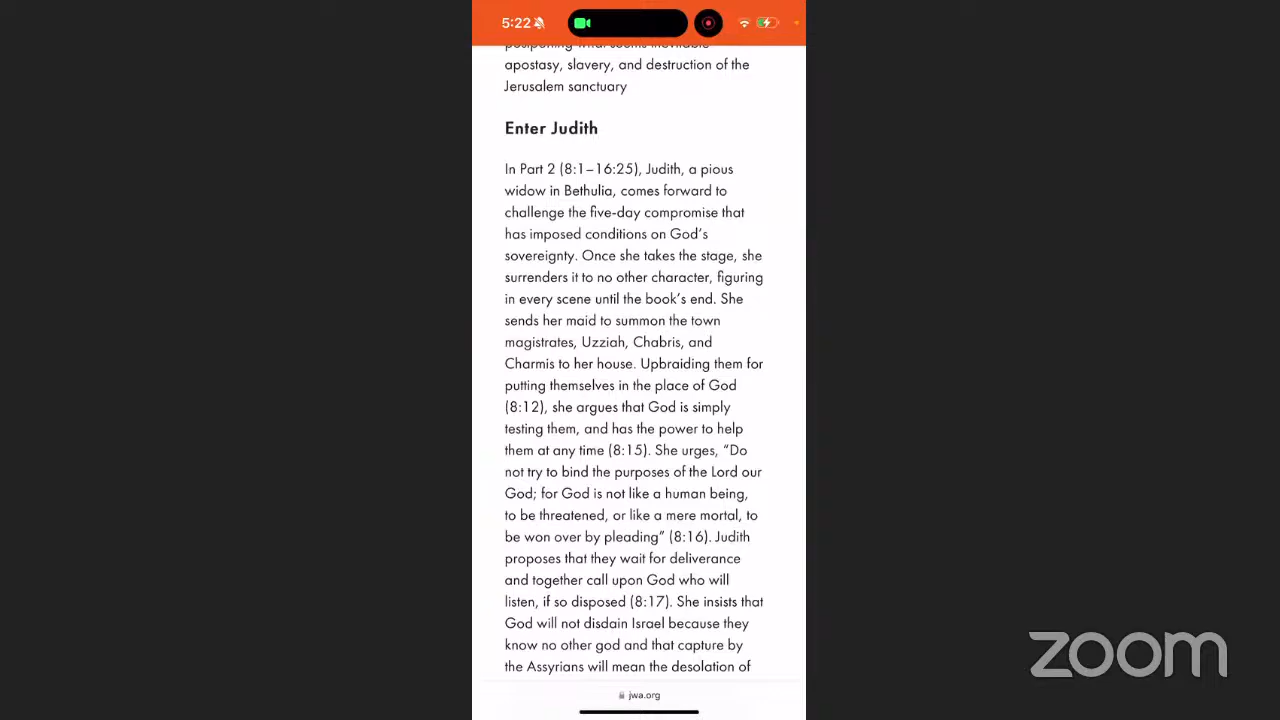 5:22
apostasy, slavery, and destruction of the
Jerusalem sanctuary
Enter Judith
In Part 2 (8:1–16:25), Judith, a pious
widow in Bethulia, comes forward to
challenge the five-day compromise that
has imposed conditions on God’s
sovereignty. Once she takes the stage, she
surrenders it to no other character, figuring
in every scene until the book’s end. She
sends her maid to summon the town
magistrates, Uzziah, Chabris, and
Charmis to her house. Upbraiding them for
putting themselves in the place of God
(8:12), she argues that God is simply
testing them, and has the power to help
them at any time (8:15). She urges, “Do
not try to bind the purposes of the Lord our
God; for God is not like a human being,
to be threatened, or like a mere mortal, to
be won over by pleading” (8:16). Judith
proposes that they wait for deliverance
and together call upon God who will
listen, if so disposed (8:17). She insists that
God will not disdain Israel because they
know no other god and that capture by
the Assyrians will mean the desolation of
jwa.org
zoom